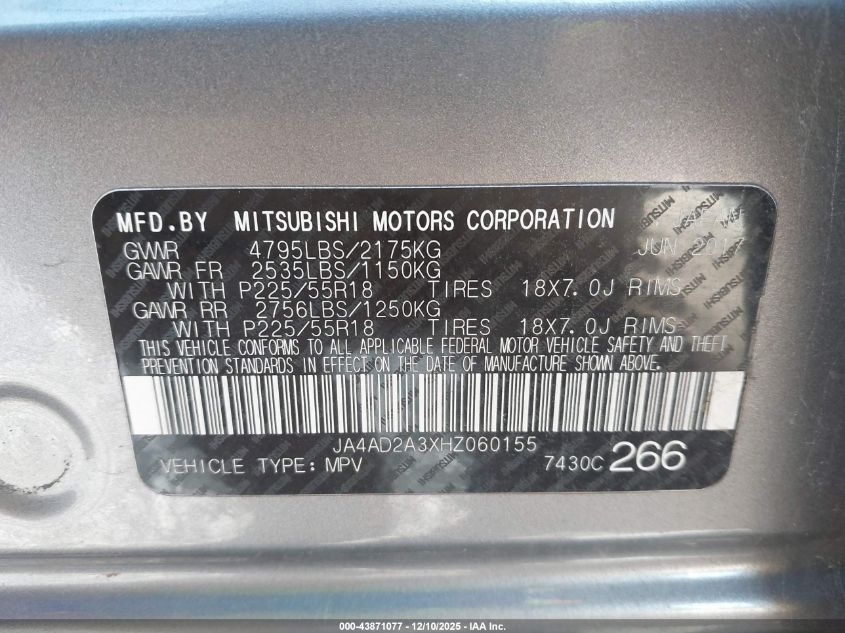 MFD.BY MITSUBISHI MOTORS CORPORATION
GVWR 4795LBS/2175KG JUN 2017
GAWR FR 2535LBS/1150KG
WITH P225/55R18 TIRES 18X7.0J RIMS
GAWR RR 2756LBS/1250KG
WITH P225/55R18 TIRES 18X7.0J RIMS
THIS VEHICLE CONFORMS TO ALL APPLICABLE FEDERAL MOTOR VEHICLE SAFETY AND THEFT
PREVENTION STANDARDS IN EFFECT ON THE DATE OF MANUFACTURE SHOWN ABOVE.
JA4AD2A3XHZ060155
VEHICLE TYPE:MPV 7430C 266
000-43871077 - 12/10/2025 - IAA Inc.